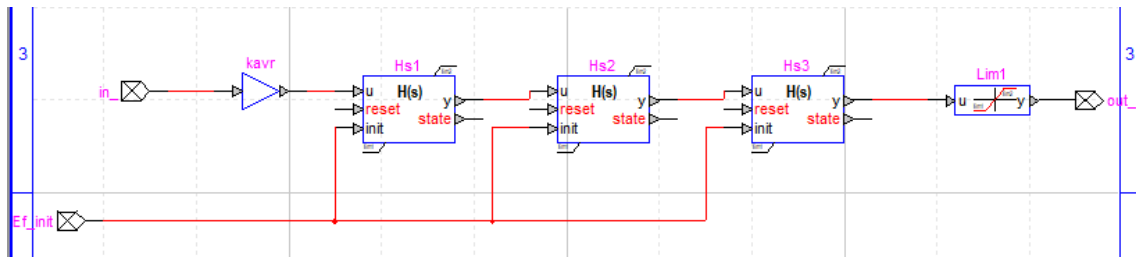 3
3
kavr
Hs1
Hs2
Hs3
Lim1
in_
u
H(s)
y
reset
state
init
u
H(s)
y
reset
state
init
u
H(s)
y
reset
state
init
u
y
out_
Ef_init